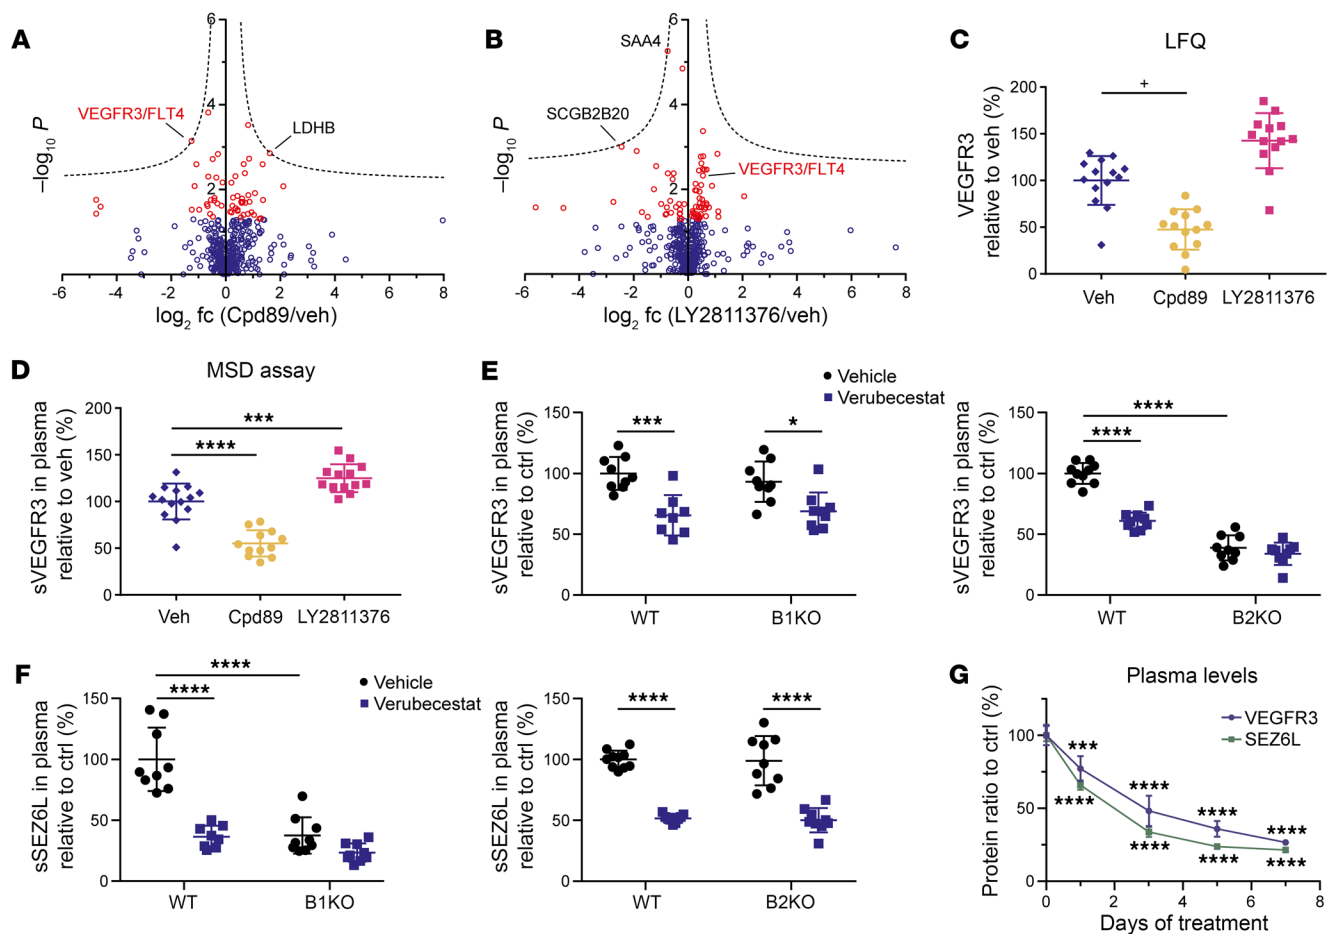 A
6
VEGFR3/FLT4
4
LDHB
–log10 P
2
-6 -4 -2 0 2 4 6 8
log2 fc (Cpd89/veh)
B
6
SAA4
4
SCGB2B20
–log10 P
VEGFR3/FLT4
2
-6 -4 -2 0 2 4 6 8
log2 fc (LY2811376/veh)
C
LFQ
VEGFR3
relative to veh (%)
200
150
100
50
0
+
Veh Cpd89 LY2811376
D
MSD assay
sVEGFR3 in plasma
relative to veh (%)
200
150
100
50
0
***
****
Veh Cpd89 LY2811376
E
Vehicle
Verubecestat
sVEGFR3 in plasma
relative to ctrl (%)
150
100
50
0
***
*
WT B1KO
sVEGFR3 in plasma
relative to ctrl (%)
150
100
50
0
****
****
WT B2KO
F
Vehicle
Verubecestat
sSEZ6L in plasma
relative to ctrl (%)
150
100
50
0
****
****
WT B1KO
sSEZ6L in plasma
relative to ctrl (%)
150
100
50
0
****
****
WT B2KO
G
Plasma levels
VEGFR3
SEZ6L
Protein ratio to ctrl (%)
100
50
0
***
****
****
****
****
****
****
****
0 2 4 6 8
Days of treatment